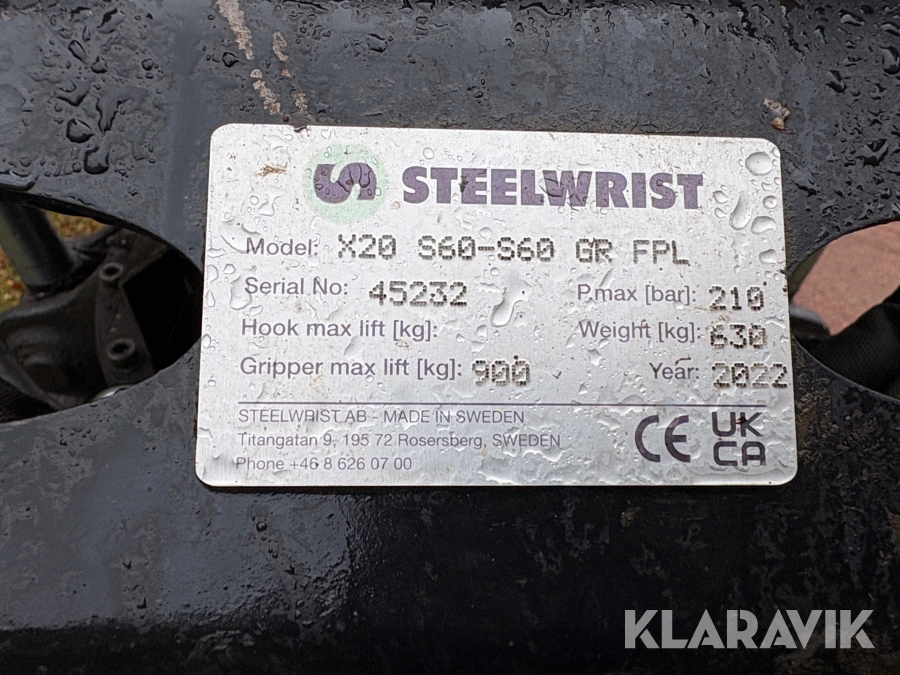 S STEELWRIST
Model: X20 S60-S60 GR FPL
Serial No: 45232 P.max [bar]: 210
Hook max lift [kg]: Weight [kg]: 630
Gripper max lift [kg]: 900 Year: 2022
STEELWRIST AB - MADE IN SWEDEN
Titangatan 9, 195 72 Rosersberg, SWEDEN
Phone +46 8 626 07 00
CE UK CA
KLARAVIK